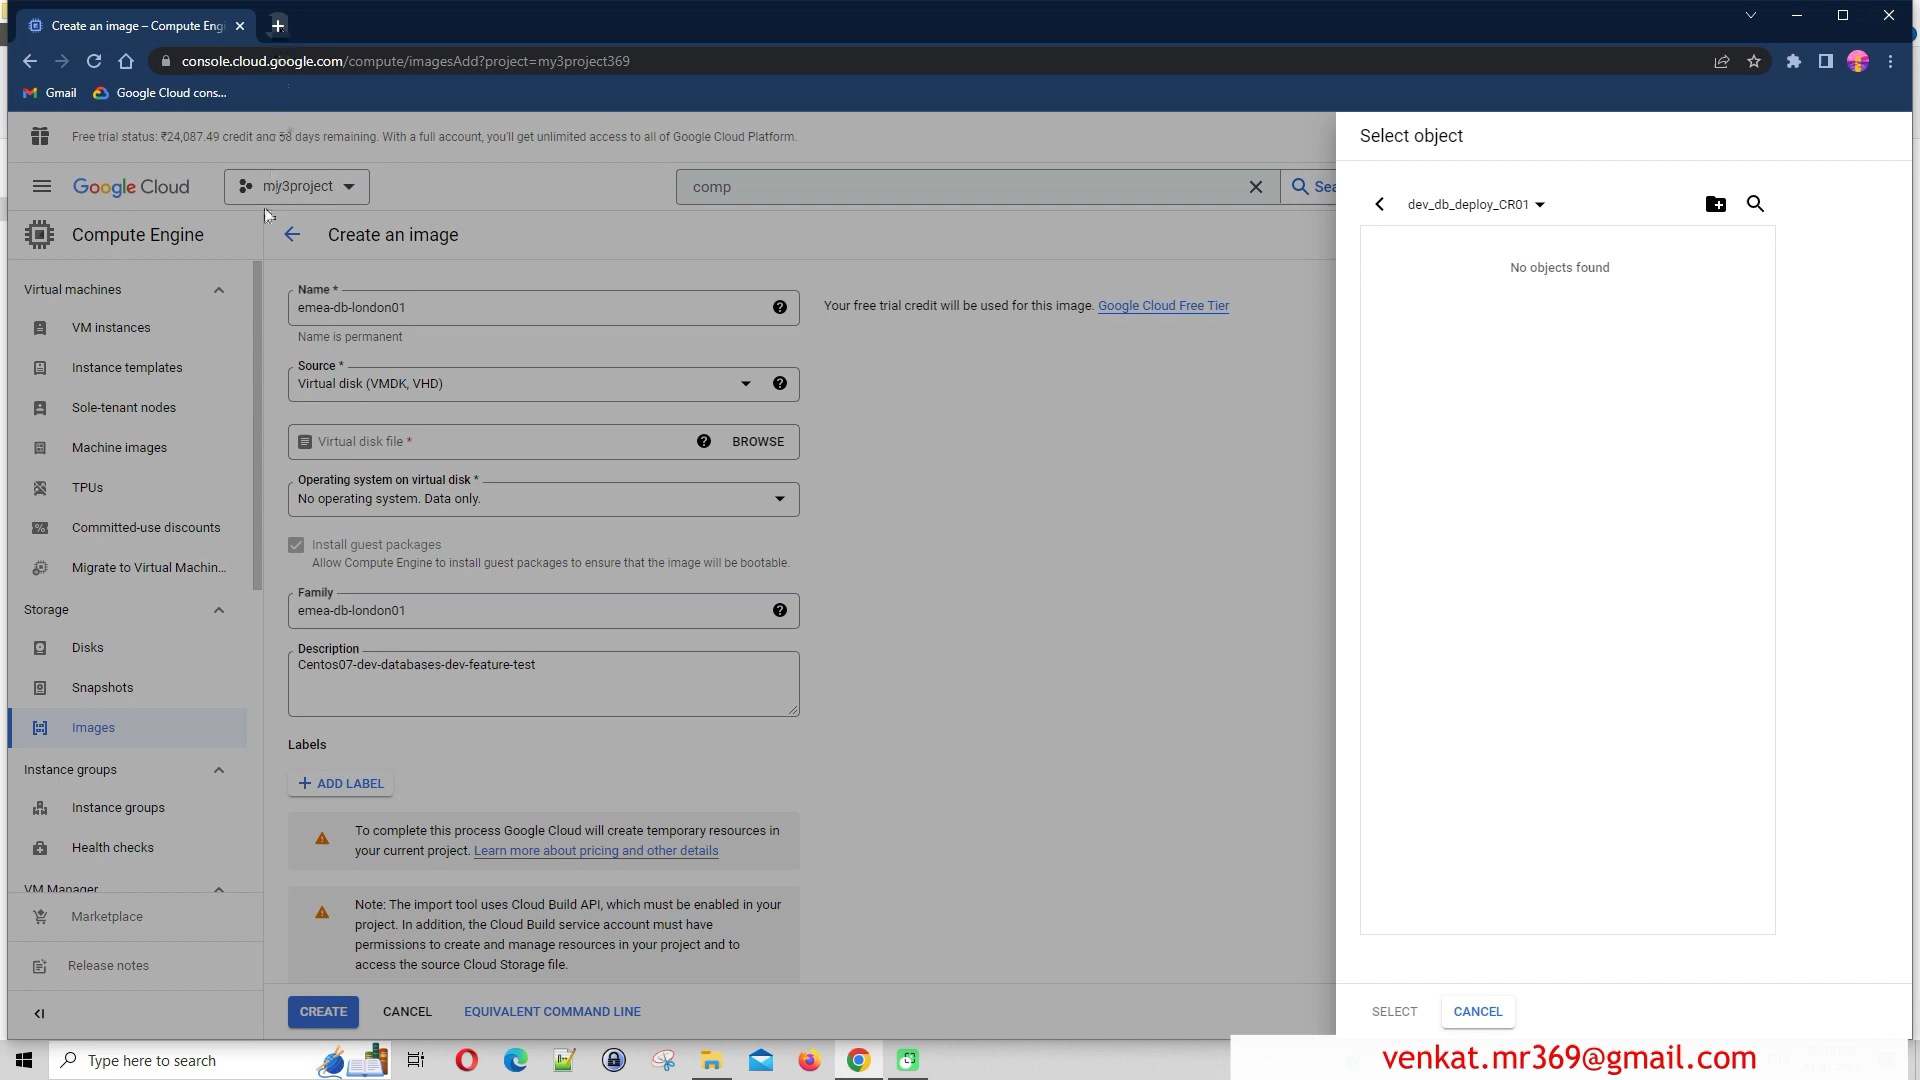 Create an image – Compute Eng
console.cloud.google.com/compute/imagesAdd?project=my3project369
Gmail
Google Cloud cons...
Free trial status: ₹24,087.49 credit and 58 days remaining. With a full account, you'll get unlimited access to all of Google Cloud Platform.
Google Cloud
my3project
comp
Sea
Compute Engine
Create an image
Virtual machines
VM instances
Instance templates
Sole-tenant nodes
Machine images
TPUs
Committed-use discounts
Migrate to Virtual Machin...
Storage
Disks
Snapshots
Images
Instance groups
Instance groups
Health checks
VM Manager
Marketplace
Release notes
Name *
emea-db-london01
Name is permanent
Your free trial credit will be used for this image. Google Cloud Free Tier
Source *
Virtual disk (VMDK, VHD)
Virtual disk file *
BROWSE
Operating system on virtual disk *
No operating system. Data only.
Install guest packages
Allow Compute Engine to install guest packages to ensure that the image will be bootable.
Family
emea-db-london01
Description
Centos07-dev-databases-dev-feature-test
Labels
ADD LABEL
To complete this process Google Cloud will create temporary resources in
your current project. Learn more about pricing and other details
Note: The import tool uses Cloud Build API, which must be enabled in your
project. In addition, the Cloud Build service account must have
permissions to create and manage resources in your project and to
access the source Cloud Storage file.
CREATE
CANCEL
EQUIVALENT COMMAND LINE
Select object
dev_db_deploy_CR01
No objects found
SELECT
CANCEL
Type here to search
venkat.mr369@gmail.com